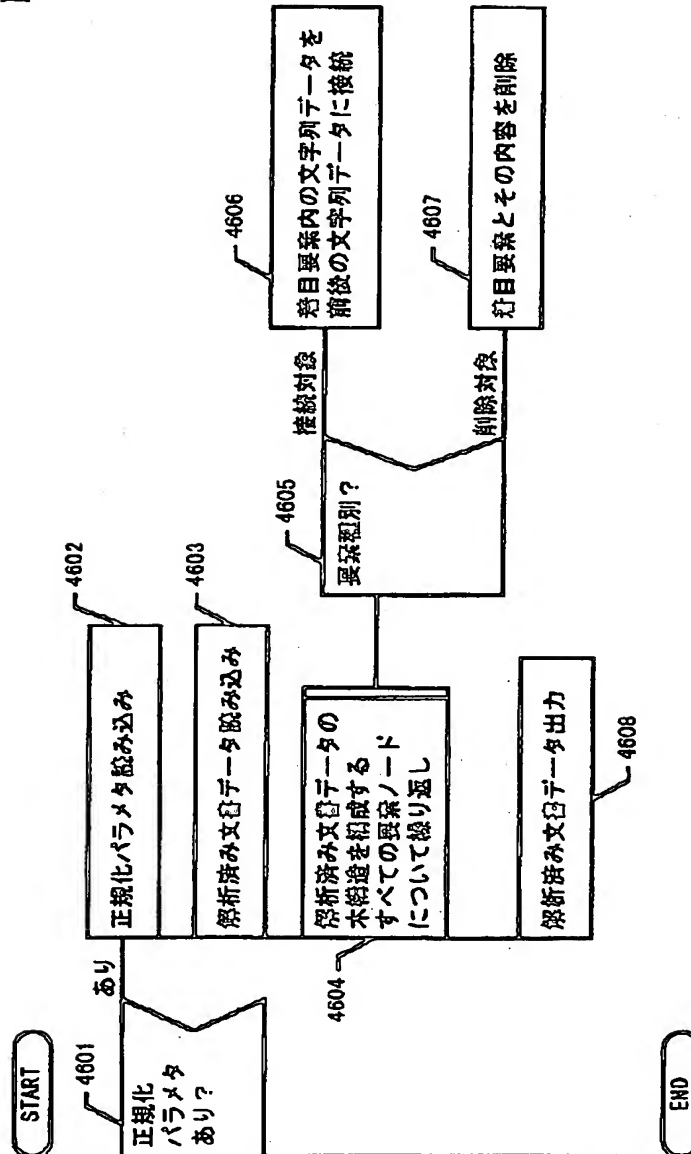 START
4601
正規化
パラメタ
あり?
あり
4602
正規化パラメタ読み込み
4603
解析済み文書データ読み込み
4604
解析済み文書データの
木構造を構成する
すべての要素ノード
について繰り返し
4605
要素種別?
接続対象
4606
着目要素内の文字列データを
前後の文字列データに接続
削除対象
4607
着目要素とその内容を削除
4608
解析済み文書データ出力
END